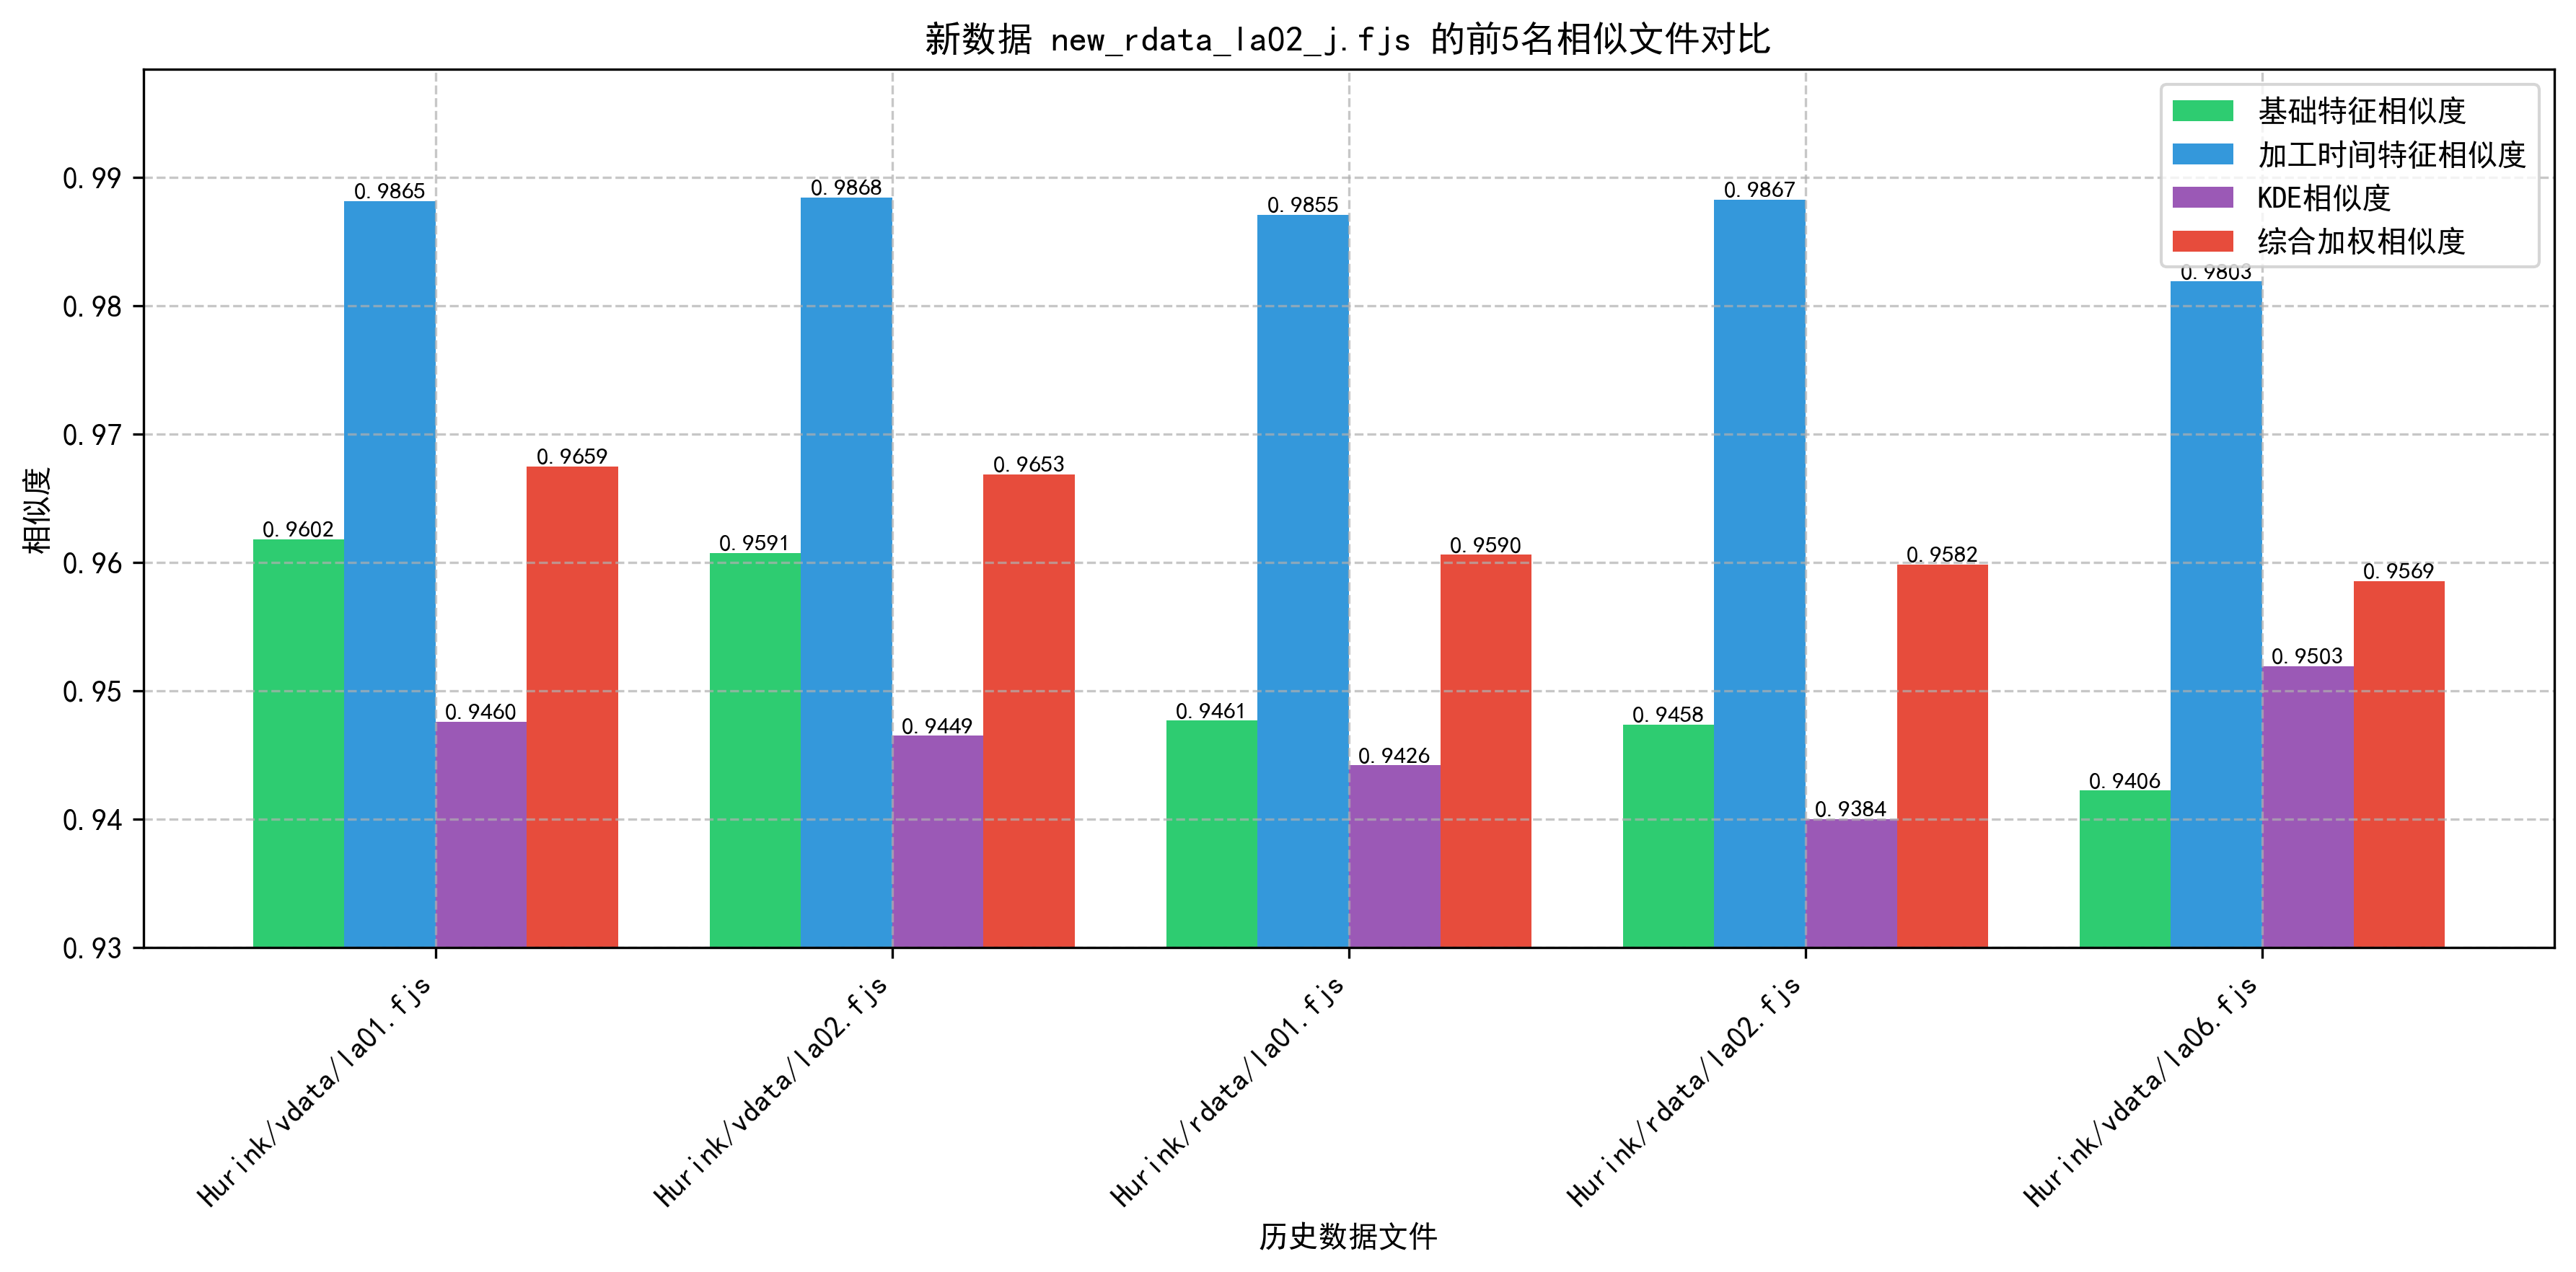 新数据 new_rdata_la02_j.fjs 的前5名相似文件对比
基础特征相似度
加工时间特征相似度
KDE相似度
综合加权相似度
相似度
0.99
0.98
0.97
0.96
0.95
0.94
0.93
0.9602
0.9865
0.9460
0.9659
0.9591
0.9868
0.9449
0.9653
0.9461
0.9855
0.9426
0.9590
0.9458
0.9867
0.9384
0.9582
0.9406
0.9803
0.9503
0.9569
Hurink/vdata/la01.fjs
Hurink/vdata/la02.fjs
Hurink/rdata/la01.fjs
Hurink/rdata/la02.fjs
Hurink/vdata/la06.fjs
历史数据文件